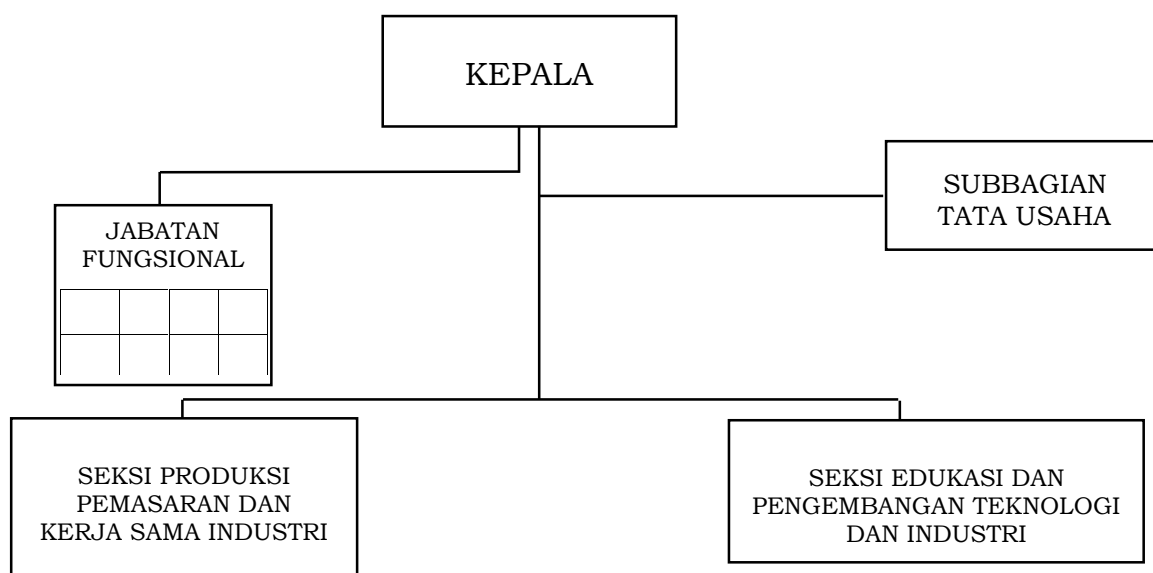 KEPALA
SUBBAGIAN
TATA USAHA
JABATAN
FUNGSIONAL
SEKSI PRODUKSI
PEMASARAN DAN
KERJA SAMA INDUSTRI
SEKSI EDUKASI DAN
PENGEMBANGAN TEKNOLOGI
DAN INDUSTRI